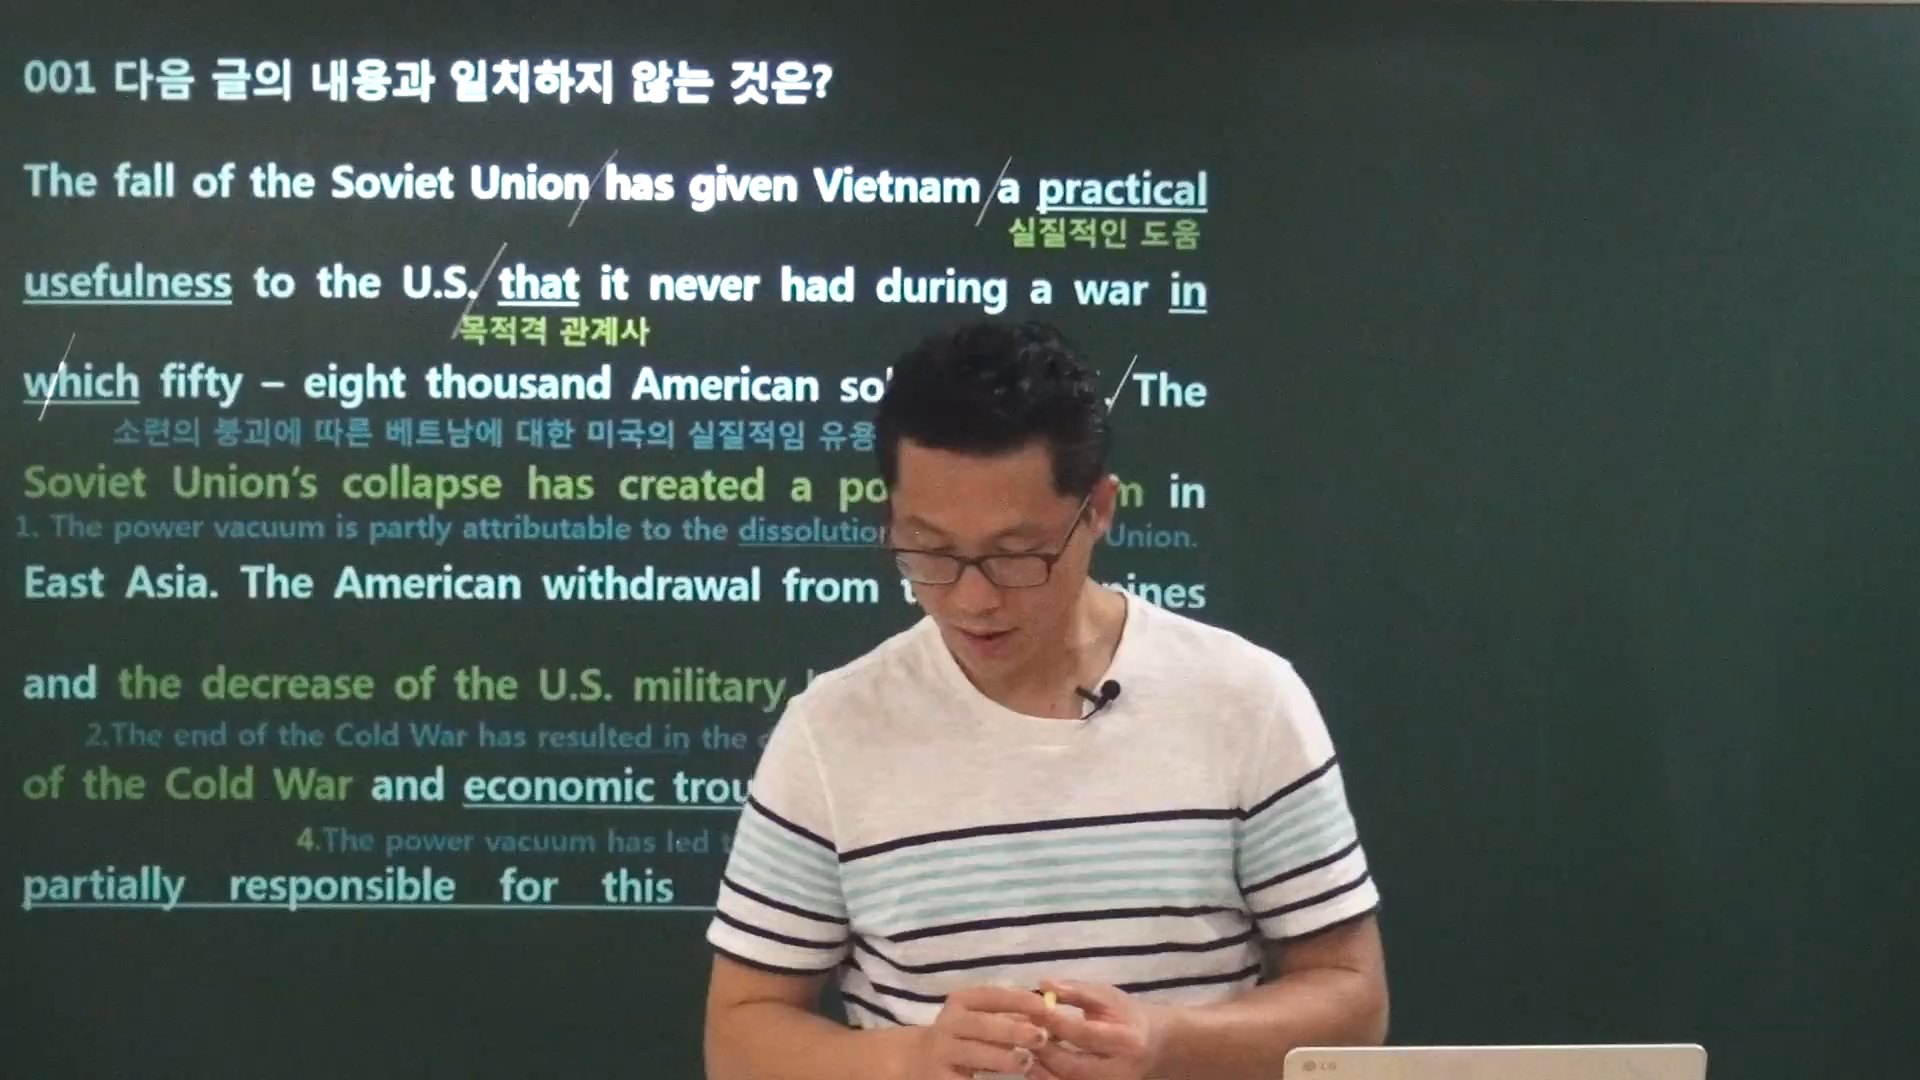 001 다음 글의 내용과 일치하지 않는 것은?
The fall of the Soviet Union has given Vietnam a practical
실질적인 도움
usefulness to the U.S. that it never had during a war in
목적격 관계사
which fifty – eight thousand American . The
소련의 붕괴에 따른 베트남에 대한 미국의 실질적임
Soviet Union's collapse has created a in
1. The power vacuum is partly attributable to the Union.
East Asia. The American withdrawal from
and the decrease of the U.S. military
2.The end of the Cold War has resulted in the
of the Cold War and economic
4.The power vacuum has led
partially responsible for this
LG